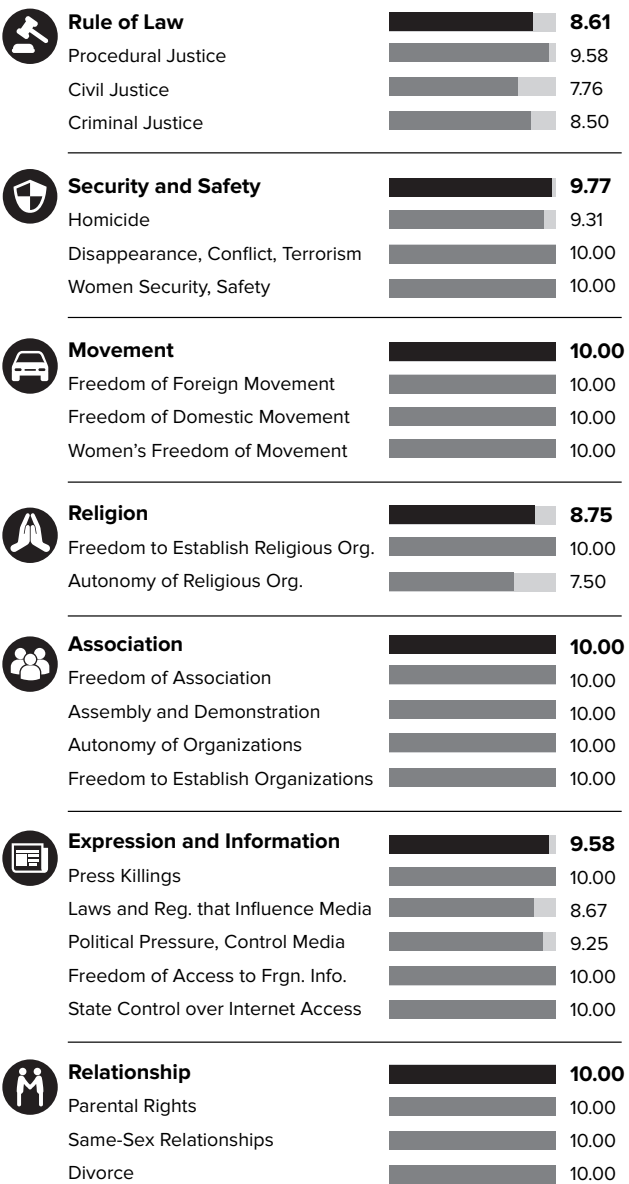 Rule of Law 8.61
Procedural Justice 9.58
Civil Justice 7.76
Criminal Justice 8.50
Security and Safety 9.77
Homicide 9.31
Disappearance, Conflict, Terrorism 10.00
Women Security, Safety 10.00
Movement 10.00
Freedom of Foreign Movement 10.00
Freedom of Domestic Movement 10.00
Women's Freedom of Movement 10.00
Religion 8.75
Freedom to Establish Religious Org. 10.00
Autonomy of Religious Org. 7.50
Association 10.00
Freedom of Association 10.00
Assembly and Demonstration 10.00
Autonomy of Organizations 10.00
Freedom to Establish Organizations 10.00
Expression and Information 9.58
Press Killings 10.00
Laws and Reg. that Influence Media 8.67
Political Pressure, Control Media 9.25
Freedom of Access to Frgn. Info. 10.00
State Control over Internet Access 10.00
Relationship 10.00
Parental Rights 10.00
Same-Sex Relationships 10.00
Divorce 10.00